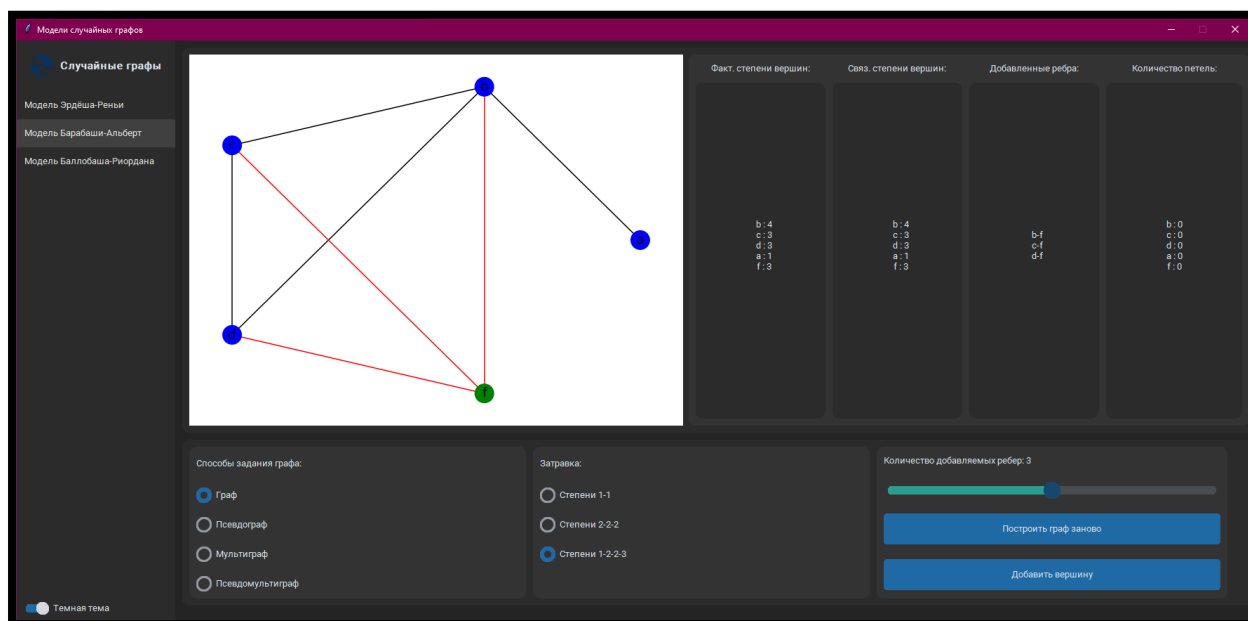 Модели случайных графов
Случайные графы
Модель Эрдёша-Реньи
Модель Барабаши-Альберт
Модель Баллобаша-Риордана
Темная тема
b
c
a
d
f
Факт. степени вершин:
b : 4
c : 3
d : 3
a : 1
f : 3
Связ. степени вершин:
b : 4
c : 3
d : 3
a : 1
f : 3
Добавленные ребра:
b-f
c-f
d-f
Количество петель:
b : 0
c : 0
d : 0
a : 0
f : 0
Способы задания графа:
Граф
Псевдограф
Мультиграф
Псевдомультиграф
Затравка:
Степени 1-1
Степени 2-2-2
Степени 1-2-2-3
Количество добавляемых ребер: 3
Построить граф заново
Добавить вершину